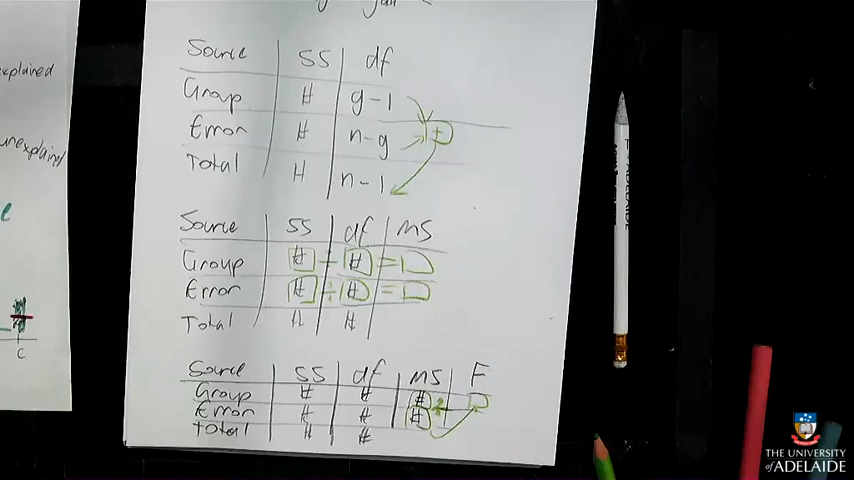 Source SS df
Group # g-1
Error # n-g +
Total # n-1
Source SS df MS
Group # ÷ # =
Error # ÷ # =
Total # #
Source SS df MS F
Group # # # ÷
Error # # #
Total # #
explained
unexplained
C
THE UNIVERSITY
of ADELAIDE